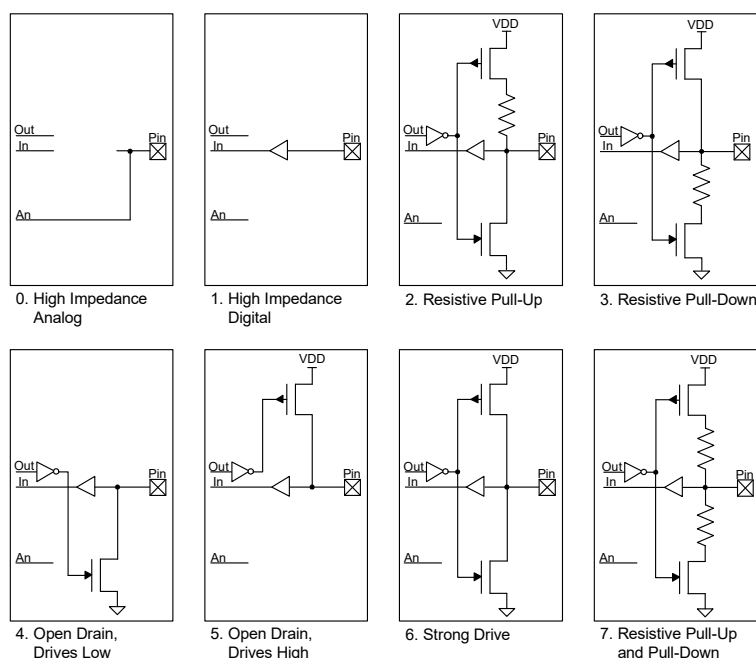 VDD
VDD
Out
In
Pin
An
Out
In
Pin
An
Out
In
Pin
An
Out
In
Pin
An
0. High Impedance
Analog
1. High Impedance
Digital
2. Resistive Pull-Up
3. Resistive Pull-Down
VDD
VDD
VDD
Out
In
Pin
An
Out
In
Pin
An
Out
In
Pin
An
Out
In
Pin
An
4. Open Drain,
Drives Low
5. Open Drain,
Drives High
6. Strong Drive
7. Resistive Pull-Up
and Pull-Down